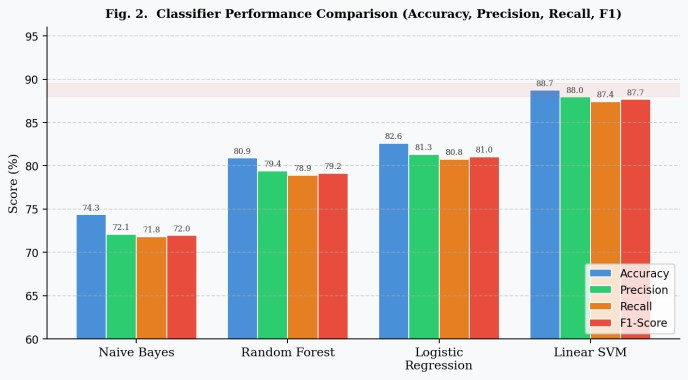 Fig. 2. Classifier Performance Comparison (Accuracy, Precision, Recall, F1)
Score (%)
95
90
85
80
75
70
65
60
74.3
72.1
71.8
72.0
80.9
79.4
78.9
79.2
82.6
81.3
80.8
81.0
88.7
88.0
87.4
87.7
Naive Bayes
Random Forest
Logistic
Regression
Linear SVM
Accuracy
Precision
Recall
F1-Score